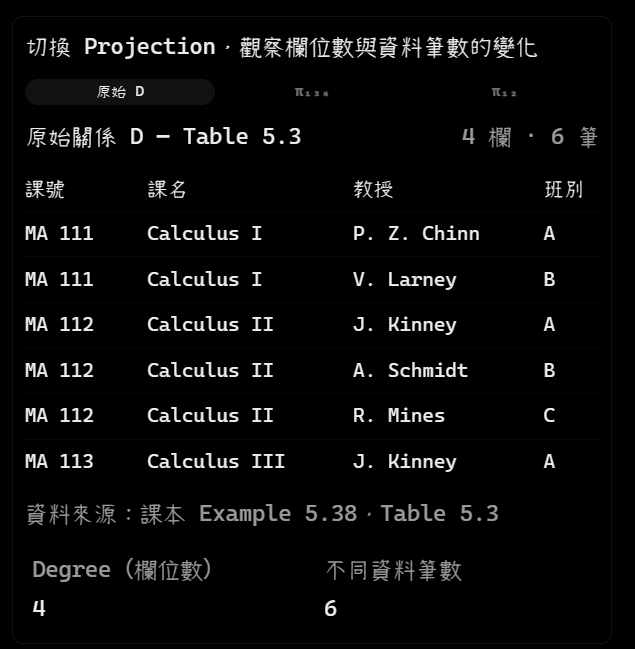 切換 Projection，觀察欄位數與資料筆數的變化
原始 D π₁₃₄ π₁₂
原始關係 D — Table 5.3 4 欄 · 6 筆
課號 課名 教授 班別
MA 111 Calculus I P. Z. Chinn A
MA 111 Calculus I V. Larney B
MA 112 Calculus II J. Kinney A
MA 112 Calculus II A. Schmidt B
MA 112 Calculus II R. Mines C
MA 113 Calculus III J. Kinney A
資料來源：課本 Example 5.38，Table 5.3
Degree (欄位數) 不同資料筆數
4 6